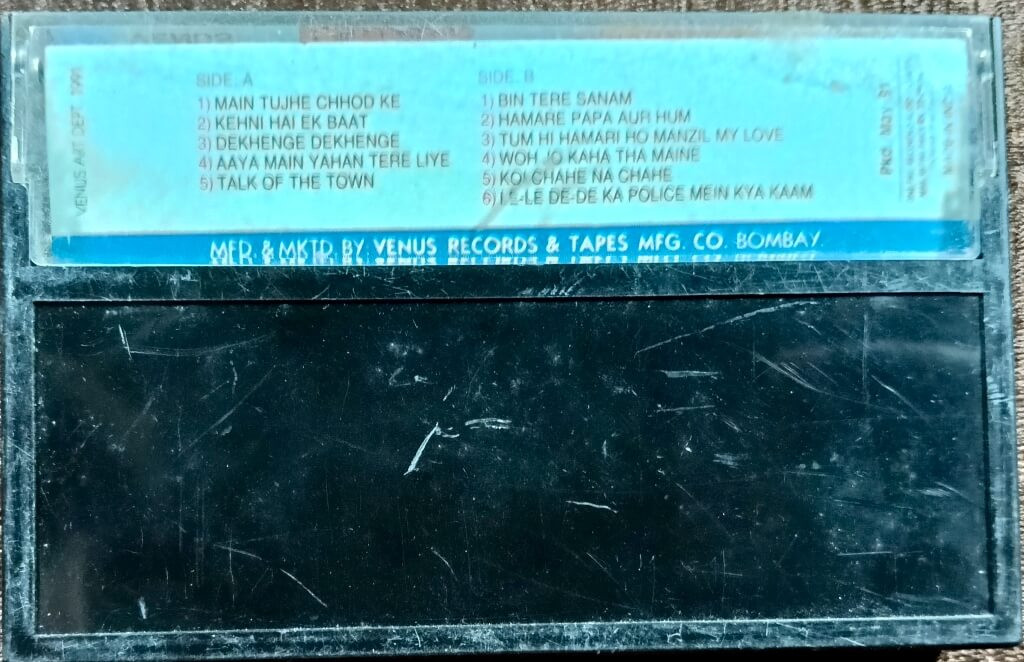 VENUS ART DEPT. 1991
SIDE. A
1) MAIN TUJHE CHHOD KE
2) KEHNI HAI EK BAAT
3) DEKHENGE DEKHENGE
4) AAYA MAIN YAHAN TERE LIYE
5) TALK OF THE TOWN
SIDE. B
1) BIN TERE SANAM
2) HAMARE PAPA AUR HUM
3) TUM HI HAMARI HO MANZIL MY LOVE
4) WOH JO KAHA THA MAINE
5) KOI CHAHE NA CHAHE
6) LE-LE DE-DE KA POLICE MEIN KYA KAAM
Pkd. May 91
MFD. & MKTD. BY. VENUS RECORDS & TAPES MFG. CO. BOMBAY.